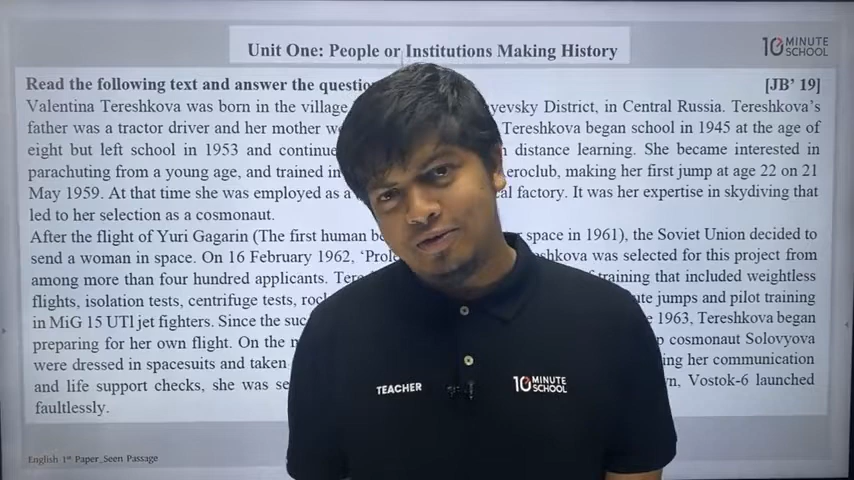 Unit One: People or Institutions Making History
10 MINUTE SCHOOL
Read the following text and answer the questio [JB' 19]
Valentina Tereshkova was born in the village yevsky District, in Central Russia. Tereshkova's
father was a tractor driver and her mother Tereshkova began school in 1945 at the age of
eight but left school in 1953 and continue distance learning. She became interested in
parachuting from a young age, and trained in eroclub, making her first jump at age 22 on 21
May 1959. At that time she was employed as a cal factory. It was her expertise in skydiving that
led to her selection as a cosmonaut.
After the flight of Yuri Gagarin (The first human be space in 1961), the Soviet Union decided to
send a woman in space. On 16 February 1962, 'Prole shkova was selected for this project from
among more than four hundred applicants. Tere training that included weightless
flights, isolation tests, centrifuge tests, rock te jumps and pilot training
in MiG 15 UTl jet fighters. Since the suc 1963, Tereshkova began
preparing for her own flight. On the cosmonaut Solovyova
were dressed in spacesuits and taken ing her communication
and life support checks, she was se n, Vostok-6 launched
faultlessly.
TEACHER
10 MINUTE SCHOOL
English 1st Paper_Seen Passage